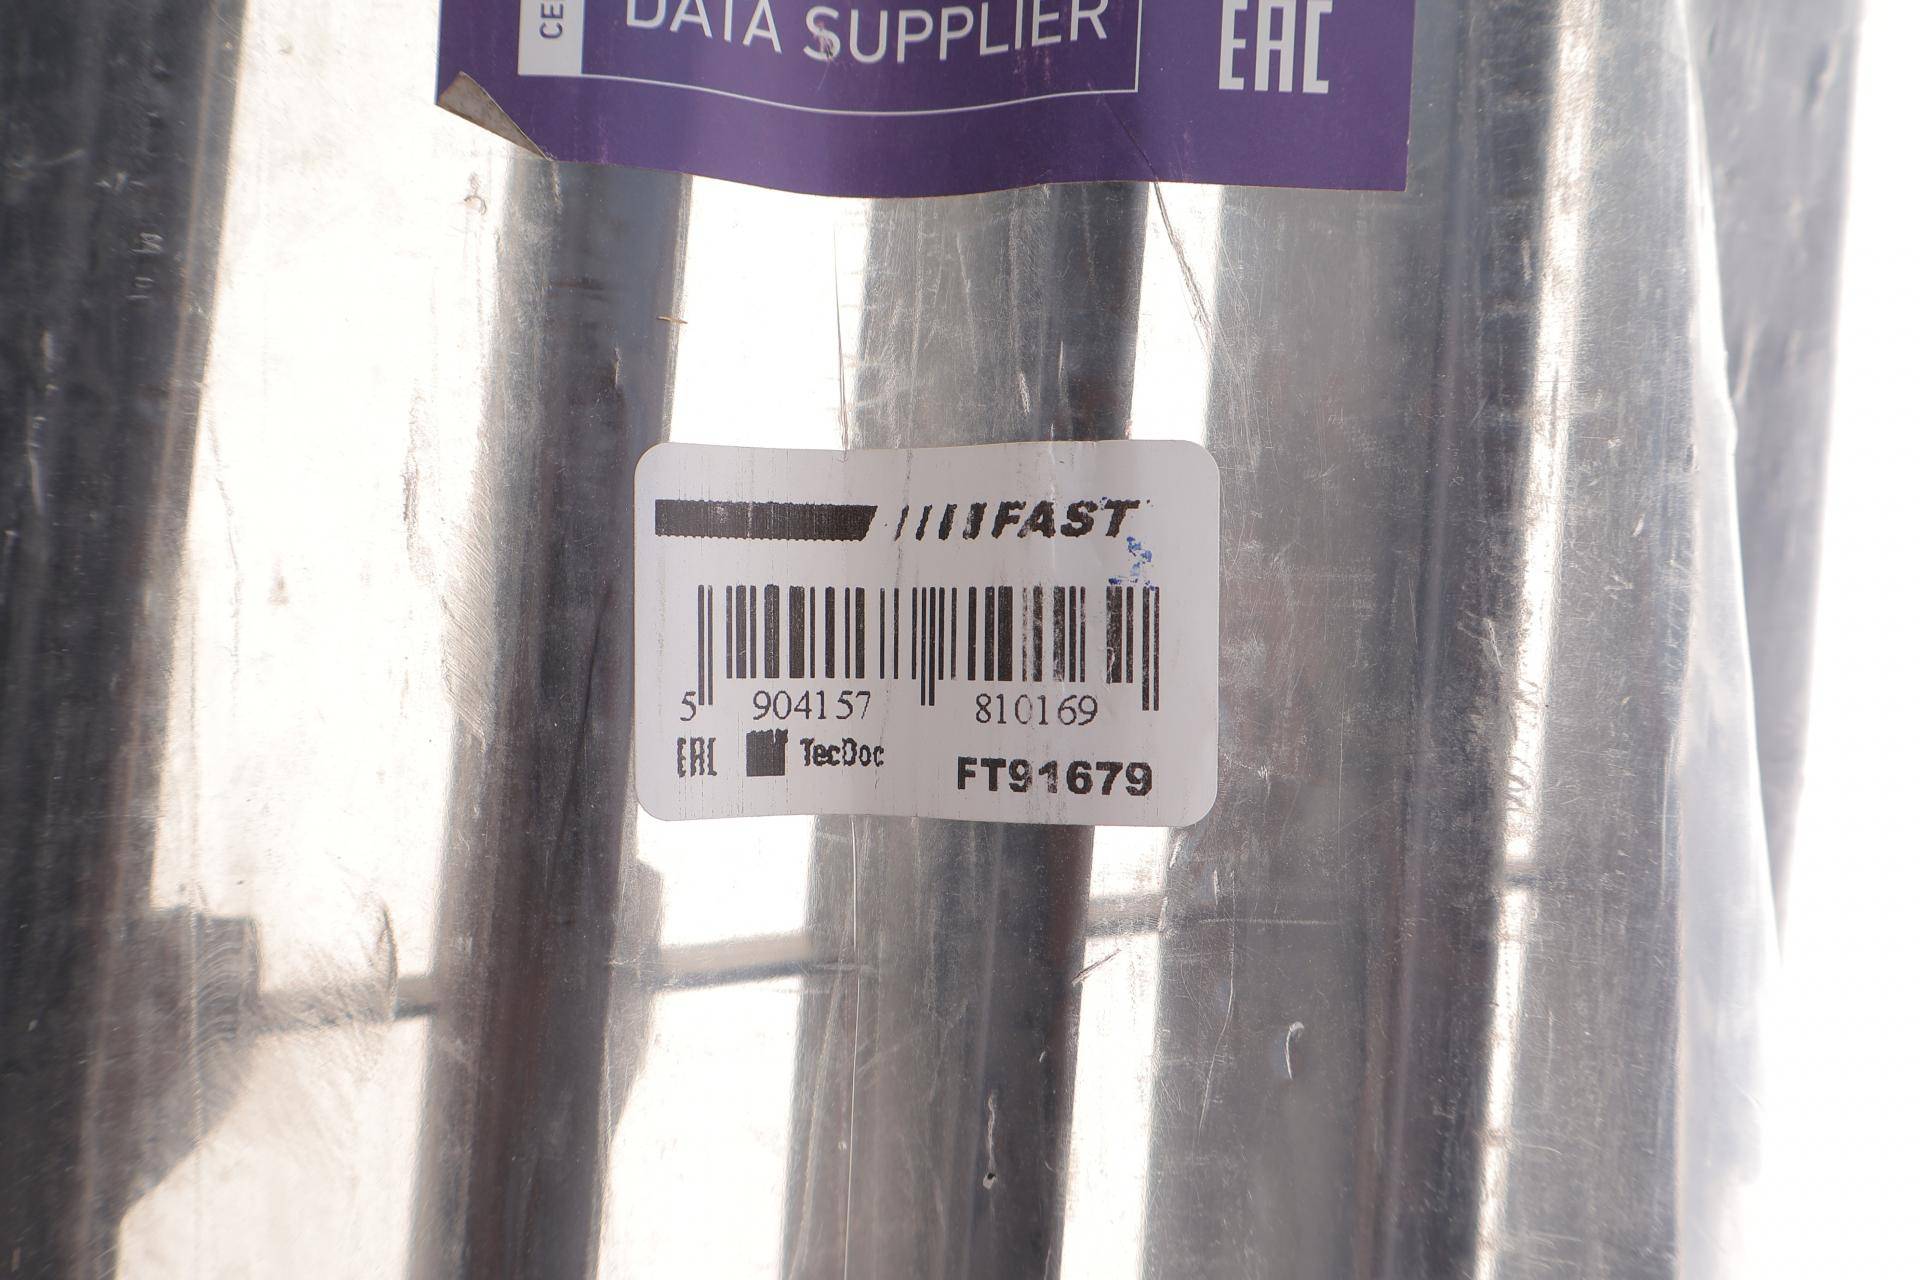 DATA SUPPLIER
EAC
FAST
5 904157 810169
EAC TecDoc FT91679